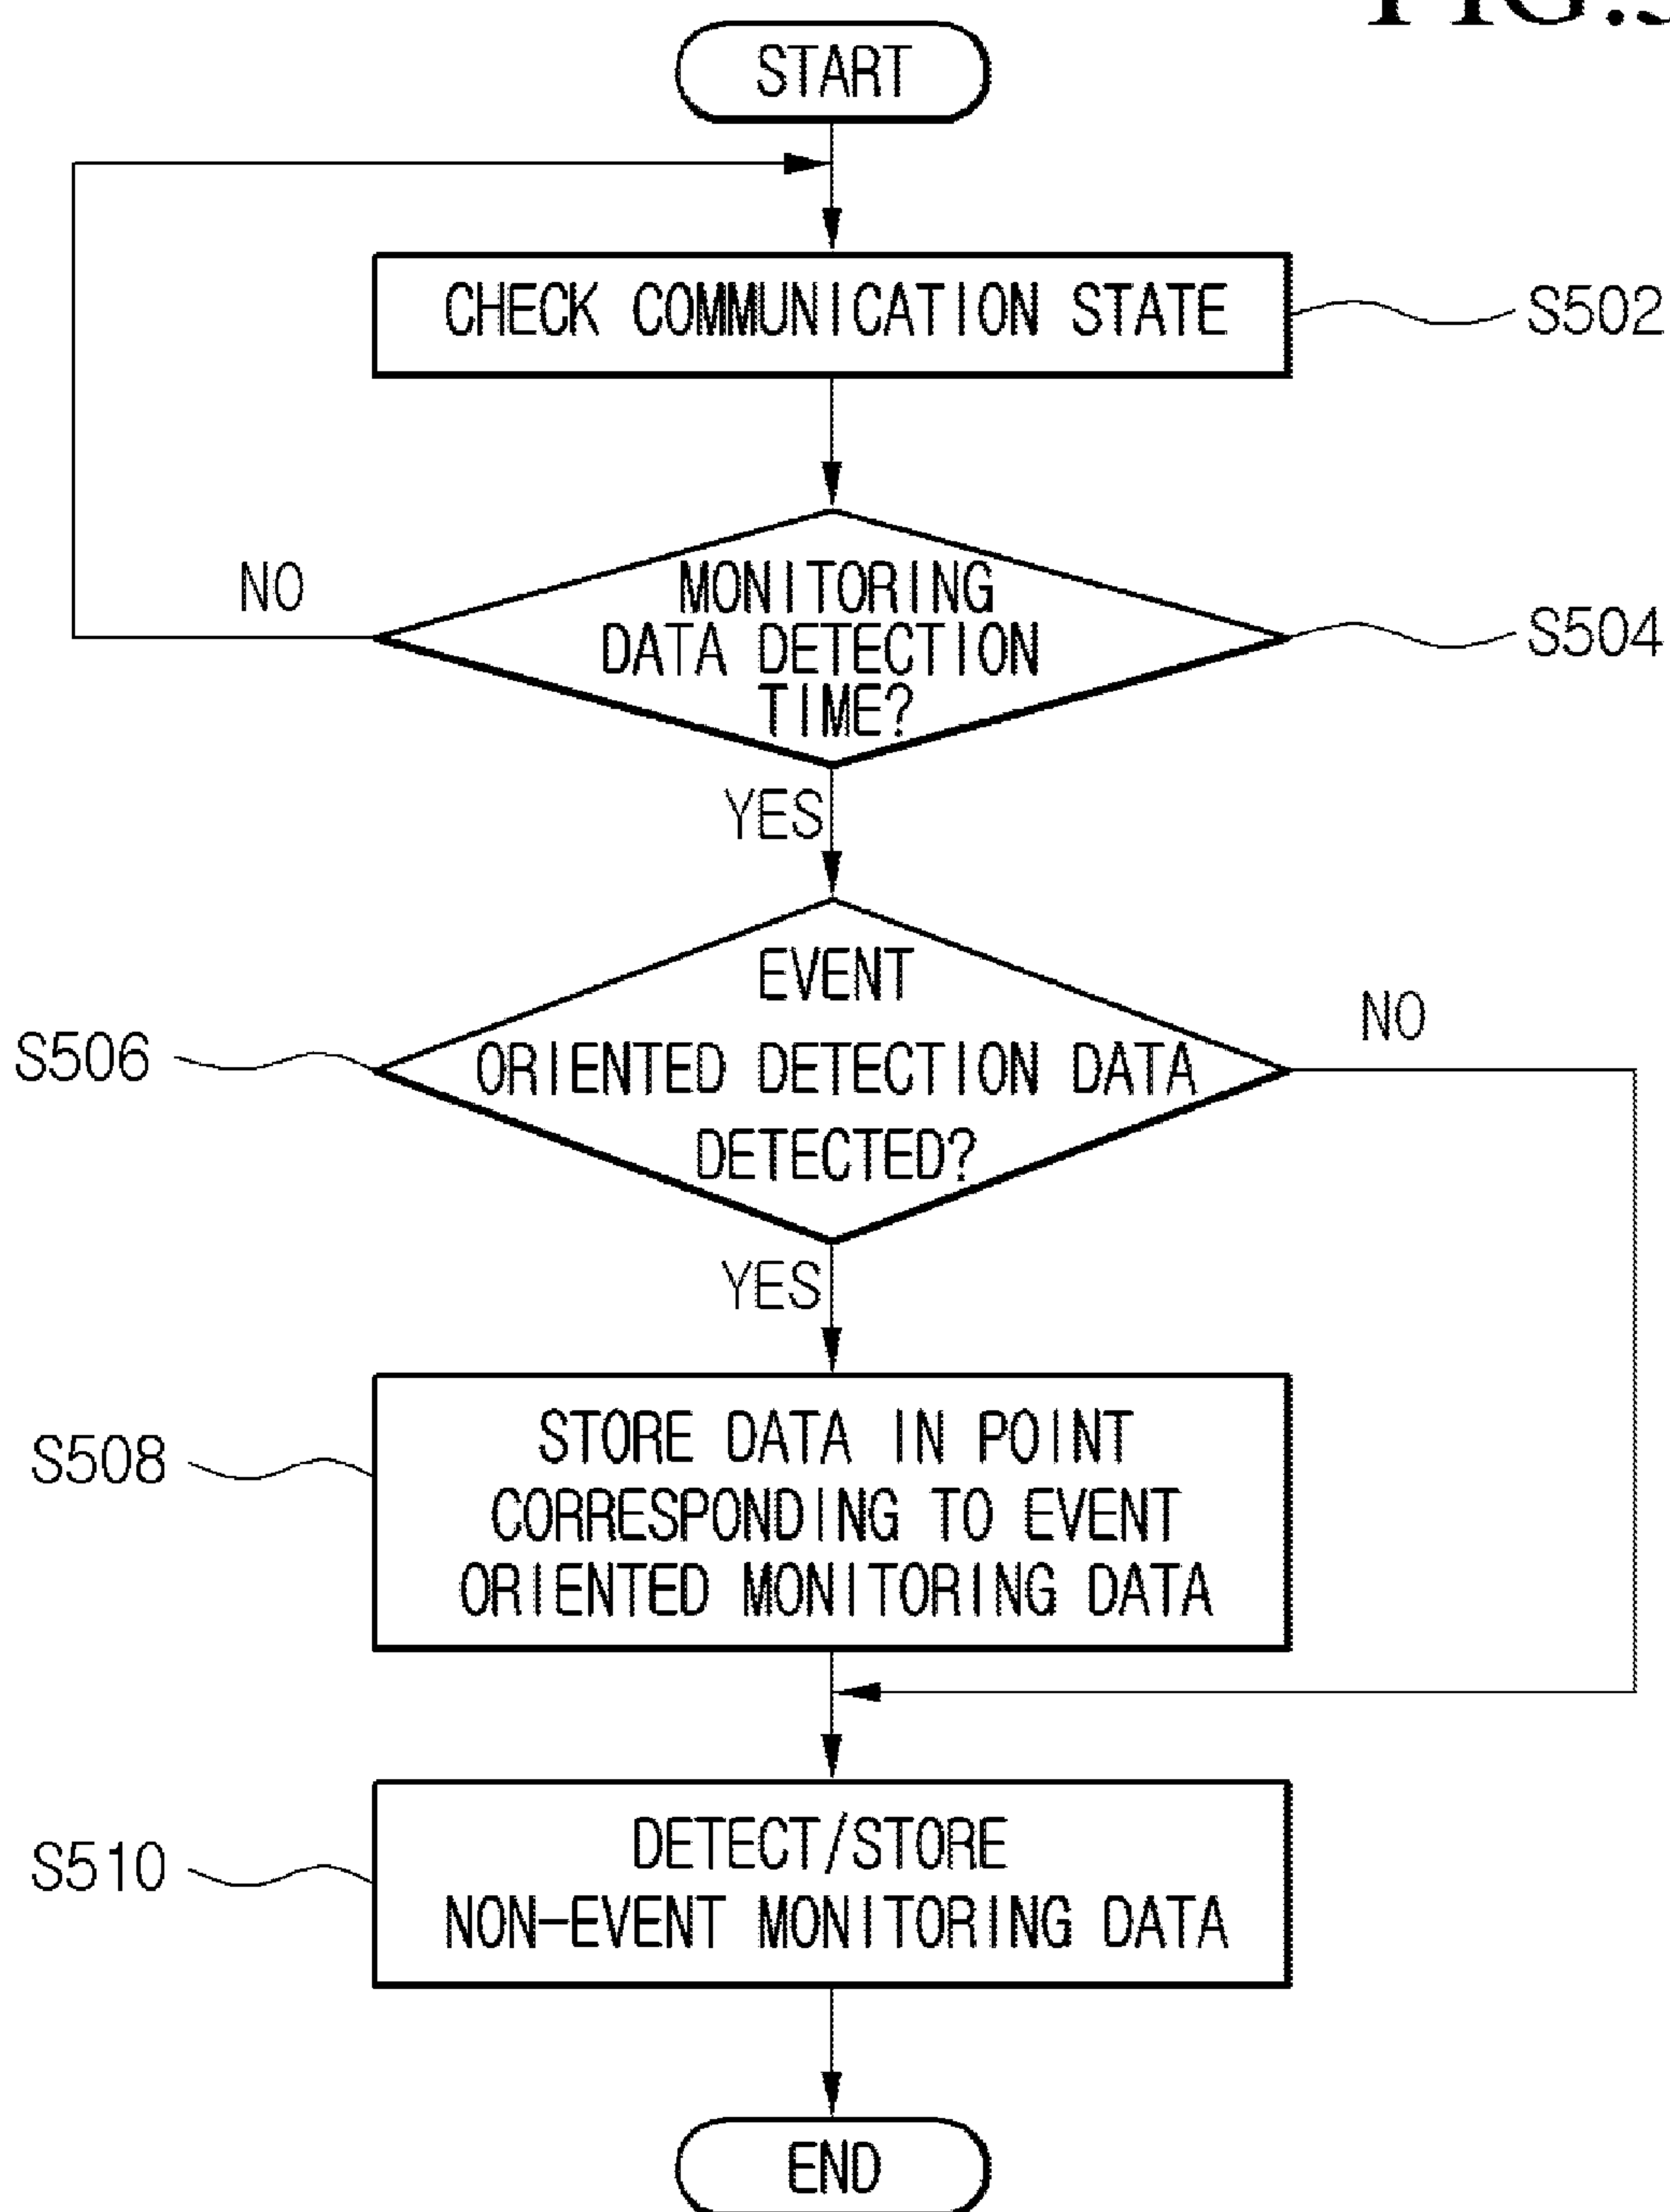 FIG.5
START
CHECK COMMUNICATION STATE
S502
MONITORING
DATA DETECTION
TIME?
NO
S504
YES
EVENT
ORIENTED DETECTION DATA
DETECTED?
NO
S506
YES
STORE DATA IN POINT
CORRESPONDING TO EVENT
ORIENTED MONITORING DATA
S508
DETECT/STORE
NON-EVENT MONITORING DATA
S510
END